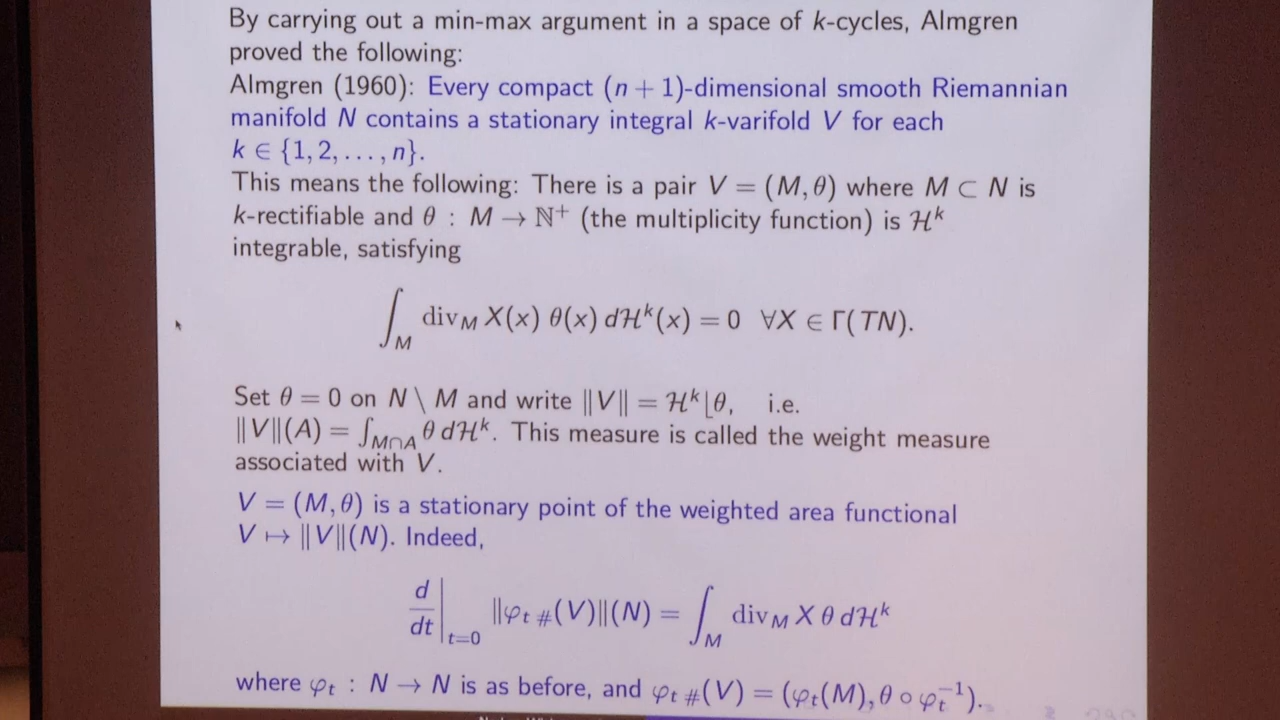 By carrying out a min-max argument in a space of k-cycles, Almgren
proved the following:
Almgren (1960): Every compact (n + 1)-dimensional smooth Riemannian
manifold N contains a stationary integral k-varifold V for each
k ∈ {1, 2, . . . , n}.
This means the following: There is a pair V = (M, θ) where M ⊂ N is
k-rectifiable and θ : M → ℕ⁺ (the multiplicity function) is ℋᵏ
integrable, satisfying
∫_M div_M X(x) θ(x) dℋᵏ(x) = 0 ∀X ∈ Γ(TN).
Set θ = 0 on N \ M and write ‖V‖ = ℋᵏ⌊θ, i.e.
‖V‖(A) = ∫_{M∩A} θ dℋᵏ. This measure is called the weight measure
associated with V.
V = (M, θ) is a stationary point of the weighted area functional
V ↦ ‖V‖(N). Indeed,
d/dt |_{t=0} ‖φ_{t #}(V)‖(N) = ∫_M div_M X θ dℋᵏ
where φ_t : N → N is as before, and φ_{t #}(V) = (φ_t(M), θ ∘ φ_t⁻¹).